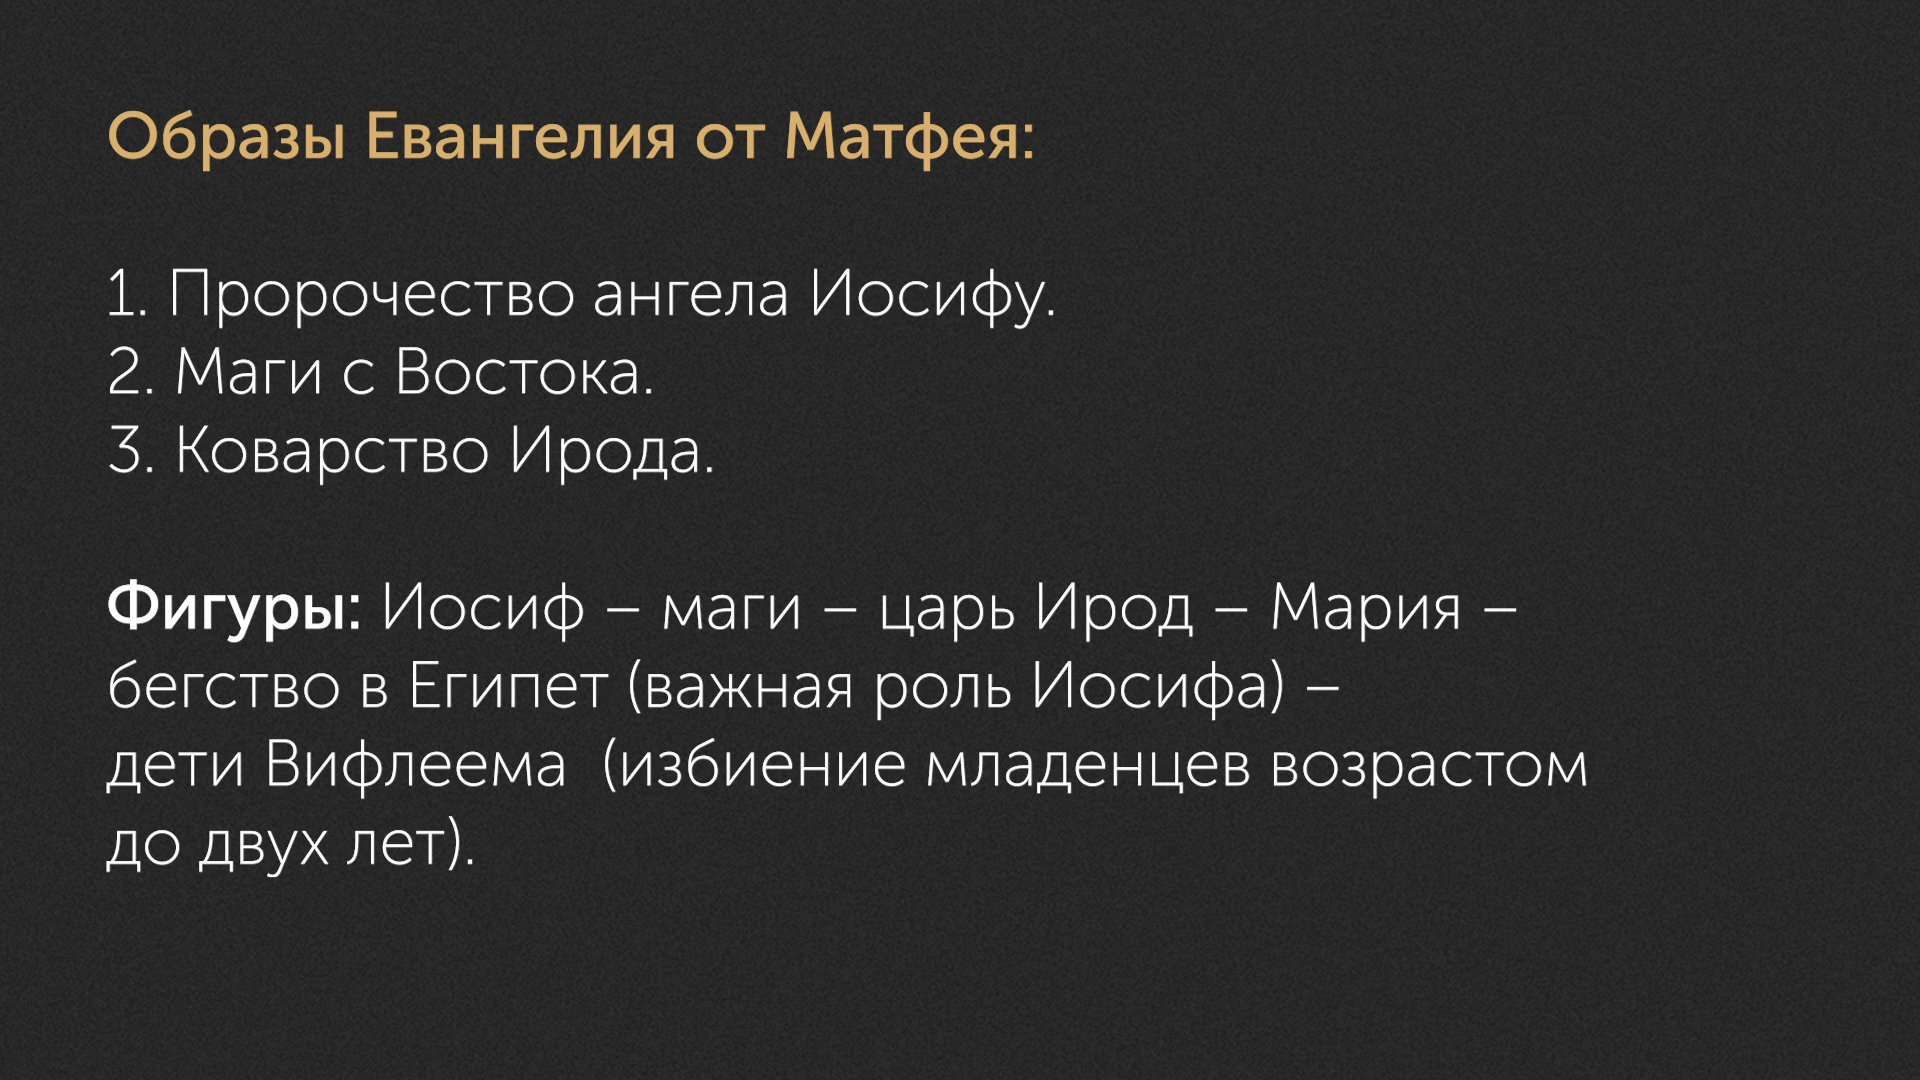 Образы Евангелия от Матфея:
1. Пророчество ангела Иосифу.
2. Маги с Востока.
3. Коварство Ирода.
Фигуры: Иосиф – маги – царь Ирод – Мария –
бегство в Египет (важная роль Иосифа) –
дети Вифлеема  (избиение младенцев возрастом
до двух лет).